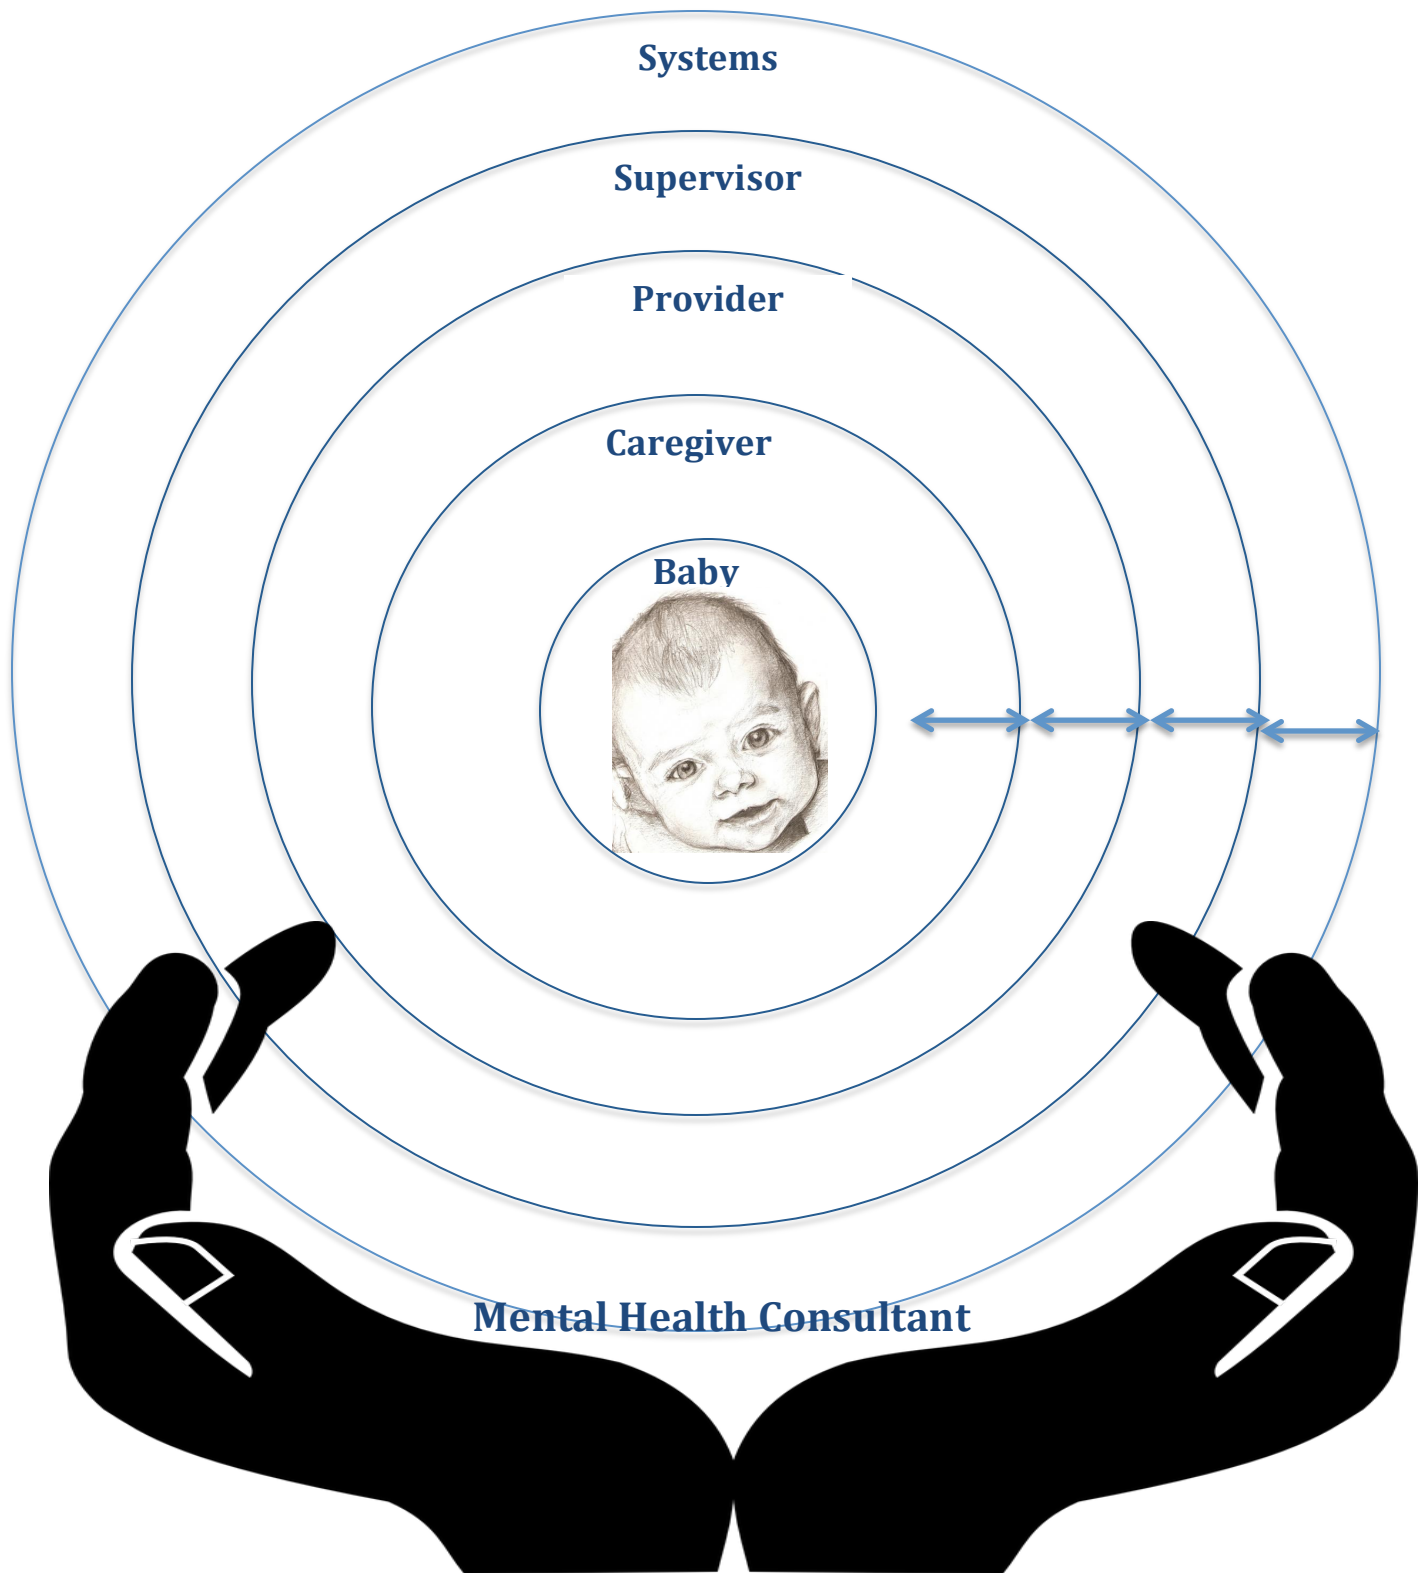 Systems
Supervisor
Provider
Caregiver
Baby
Mental Health Consultant